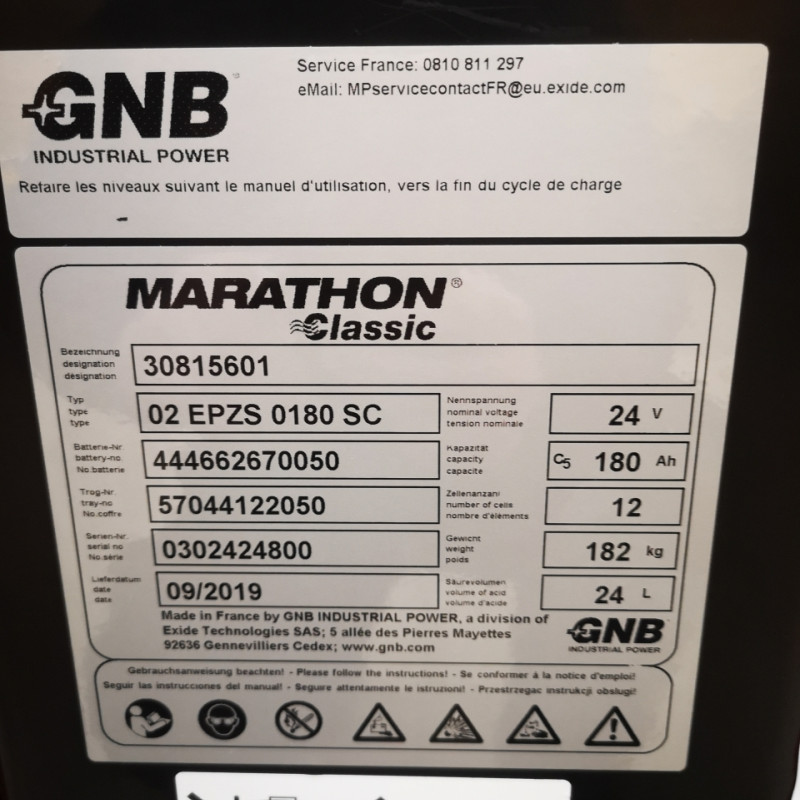 GNB
INDUSTRIAL POWER
Service France: 0810 811 297
eMail: MPservicecontactFR@eu.exide.com
Refaire les niveaux suivant le manuel d'utilisation, vers la fin du cycle de charge
MARATHON®
Classic
Bezeichnung
designation
désignation
30815601
Typ
type
type
02 EPZS 0180 SC
Nennspannung
nominal voltage
tension nominale
24 V
Batterie-Nr
battery-no.
No.batterie
444662670050
Kapazität
capacity
capacite
C5 180 Ah
Trog-Nr.
tray-no
No.coffre
57044122050
Zellenanzahl
number of cells
nombre d'élements
12
Serien-Nr.
serial no
No.série
0302424800
Gewicht
weight
poids
182 kg
Lieferdatum
date
date
09/2019
Säurevolumen
volume of acid
volume d'acide
24 L
Made in France by GNB INDUSTRIAL POWER, a division of
Exide Technologies SAS; 5 allée des Pierres Mayettes
92636 Gennevilliers Cedex; www.gnb.com
GNB
INDUSTRIAL POWER
Gebrauchsanweisung beachten! - Please follow the instructions! - Se conformer à la notice d'emploi!
Seguir las instrucciones del manual! - Seguire attentamente le istruzioni! - Przestrzegac instrukcji obslugi!